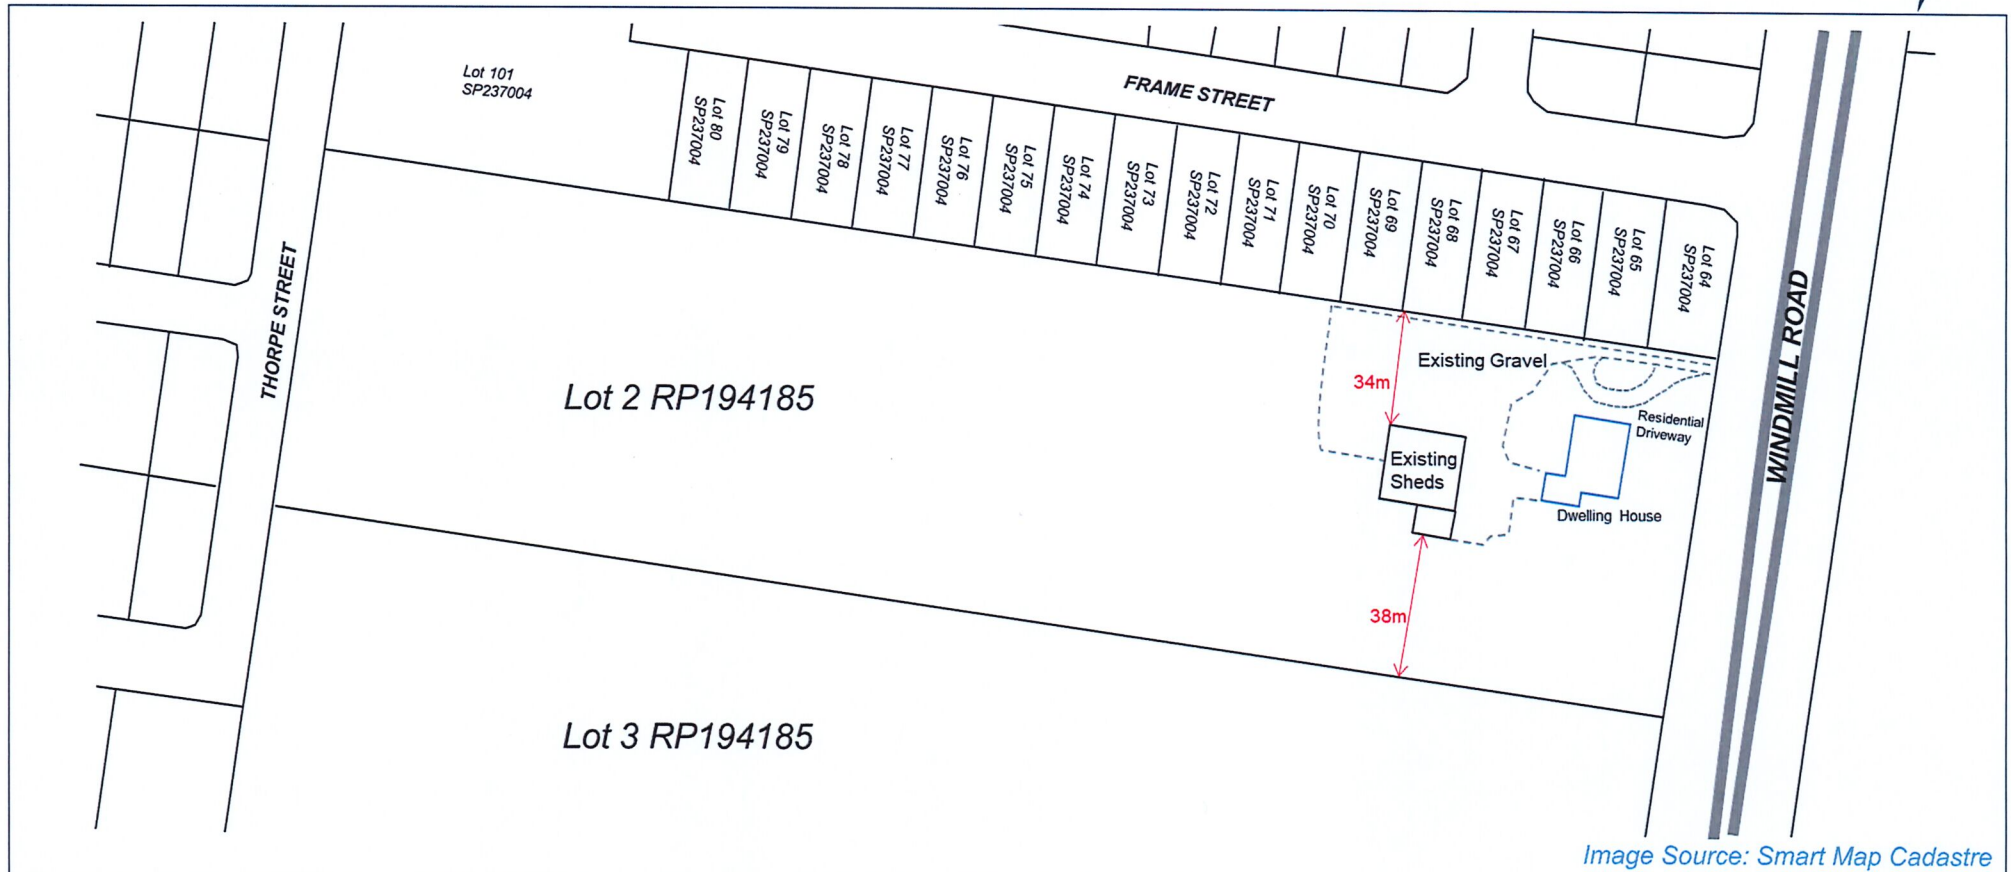 Lot 101
SP237004
FRAME STREET
Lot 80
SP237004
Lot 79
SP237004
Lot 78
SP237004
Lot 77
SP237004
Lot 76
SP237004
Lot 75
SP237004
Lot 74
SP237004
Lot 73
SP237004
Lot 72
SP237004
Lot 71
SP237004
Lot 70
SP237004
Lot 69
SP237004
Lot 68
SP237004
Lot 67
SP237004
Lot 66
SP237004
Lot 65
SP237004
Lot 64
SP237004
THORPE STREET
WINDMILL ROAD
Existing Gravel
34m
Lot 2 RP194185
Residential
Driveway
Existing
Sheds
Dwelling House
38m
Lot 3 RP194185
Image Source: Smart Map Cadastre